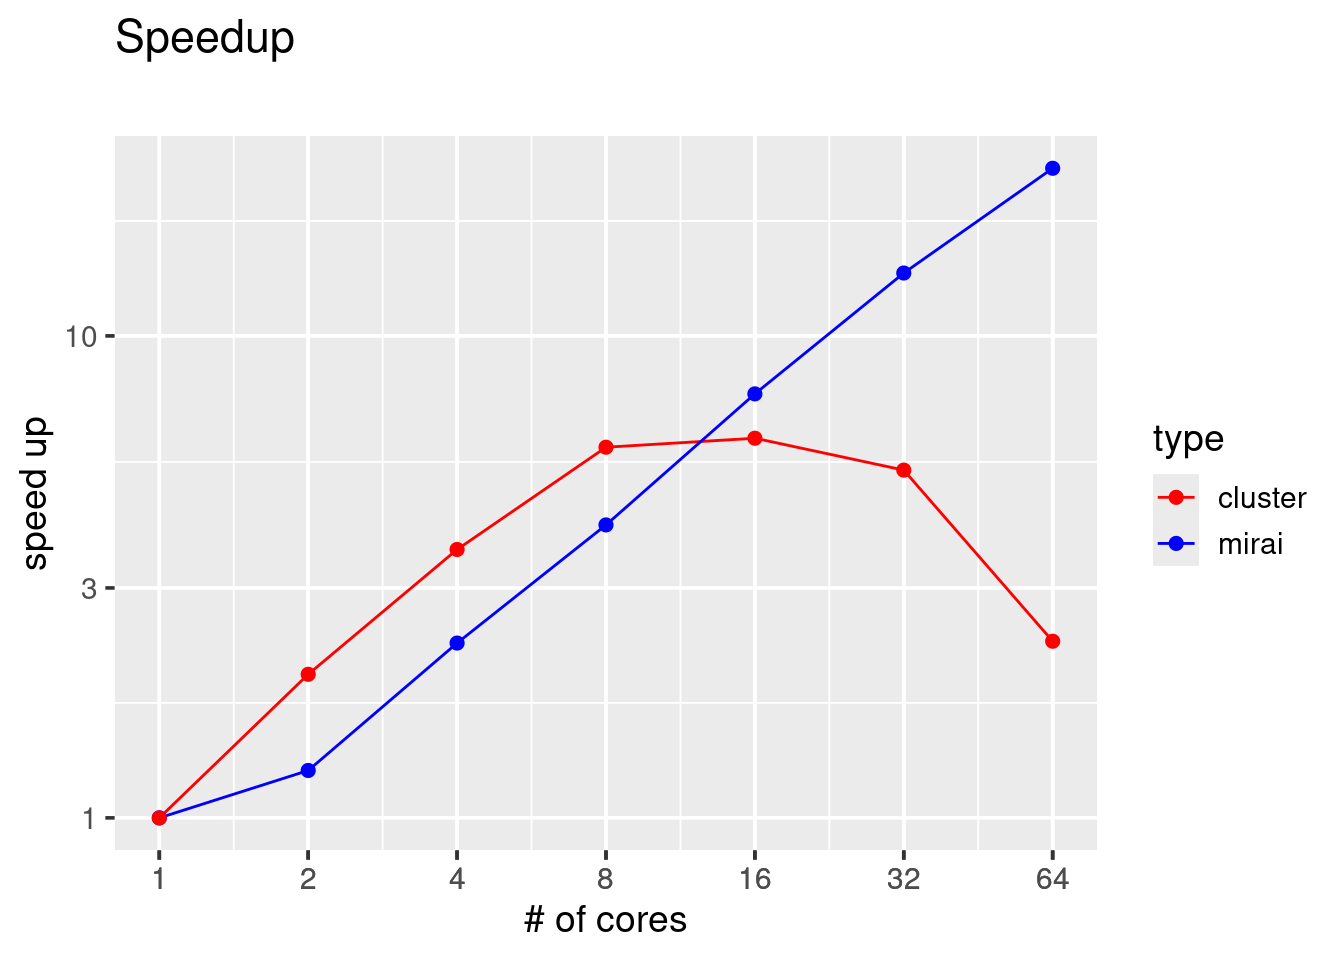 Speedup
speed up
10
3
1
1 2 4 8 16 32 64
# of cores
type
cluster
mirai